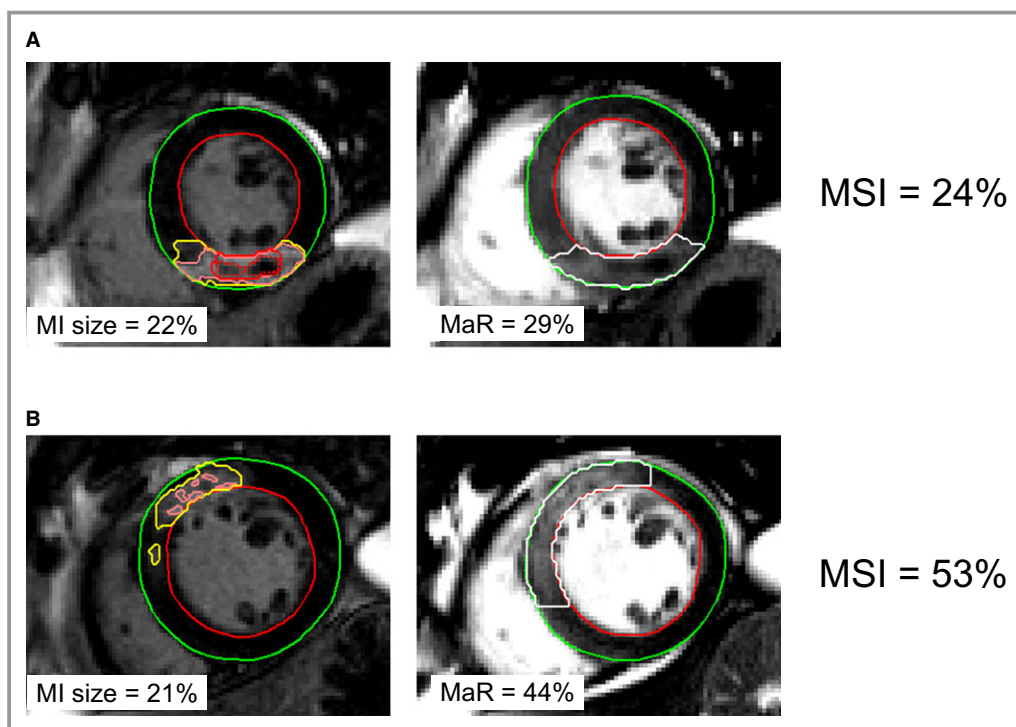 A
MI size = 22%
MaR = 29%
MSI = 24%
B
MI size = 21%
MaR = 44%
MSI = 53%